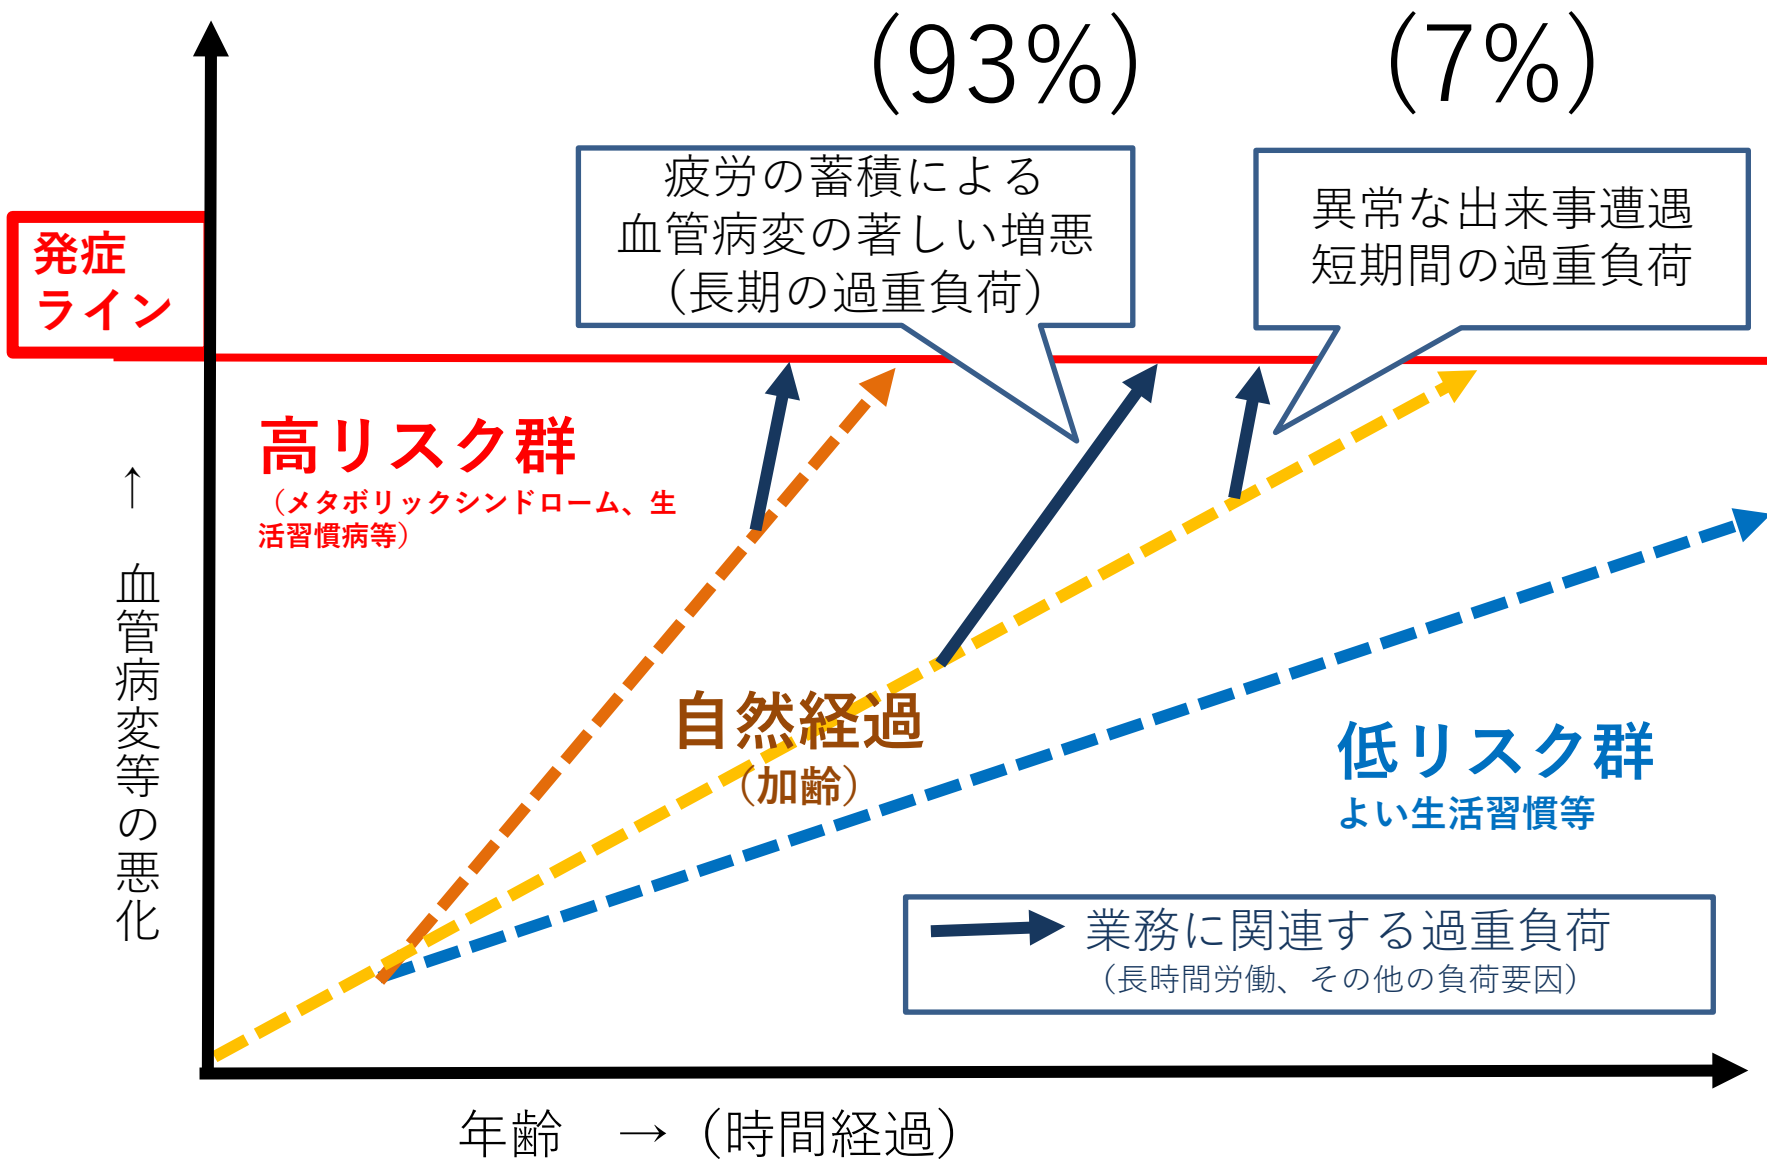 （93%）
（7%）
疲労の蓄積による
血管病変の著しい増悪
（長期の過重負荷）
異常な出来事遭遇
短期間の過重負荷
発症
ライン
高リスク群
（メタボリックシンドローム、生
活習慣病等）
↑　血管病変等の悪化
自然経過
（加齢）
低リスク群
よい生活習慣等
業務に関連する過重負荷
（長時間労働、その他の負荷要因）
年齢　→（時間経過）